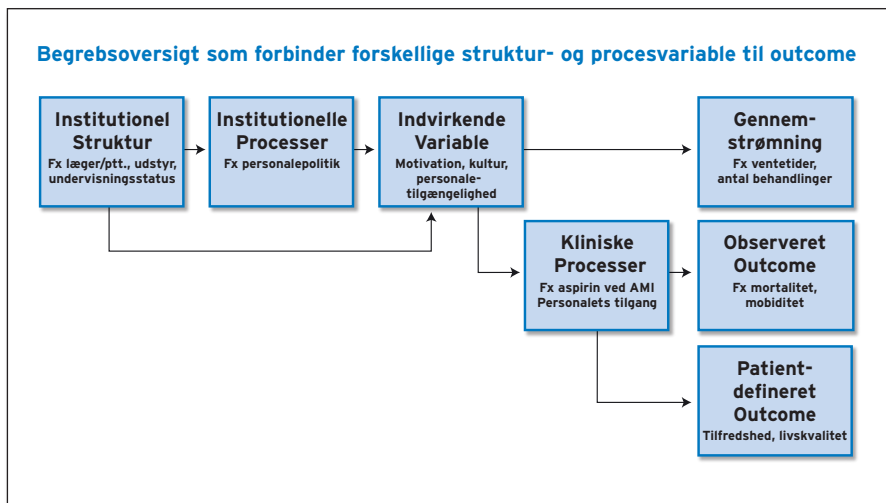 Begrebsoversigt som forbinder forskellige struktur- og procesvariable til outcome
Institutionel
Struktur
Fx læger/ptt., udstyr,
undervisningsstatus
Institutionelle
Processer
Fx personalepolitik
Indvirkende
Variable
Motivation, kultur,
personale-
tilgængelighed
Gennem-
strømning
Fx ventetider,
antal behandlinger
Kliniske
Processer
Fx aspirin ved AMI
Personalets tilgang
Observeret
Outcome
Fx mortalitet,
mobiditet
Patient-
defineret
Outcome
Tilfredshed, livskvalitet